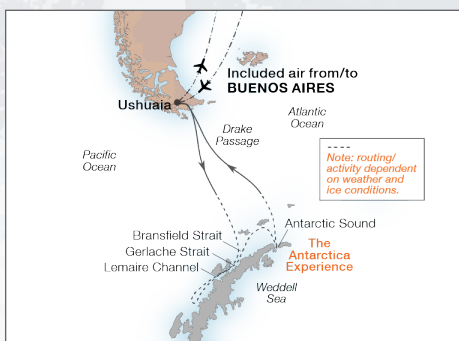 Included air from/to
BUENOS AIRES
Ushuaia
Atlantic
Ocean
Drake
Passage
Pacific
Ocean
Note: routing/
activity dependent
on weather and
ice conditions.
Antarctic Sound
Bransfield Strait
Gerlache Strait
Lemaire Channel
The
Antarctica
Experience
Weddell
Sea